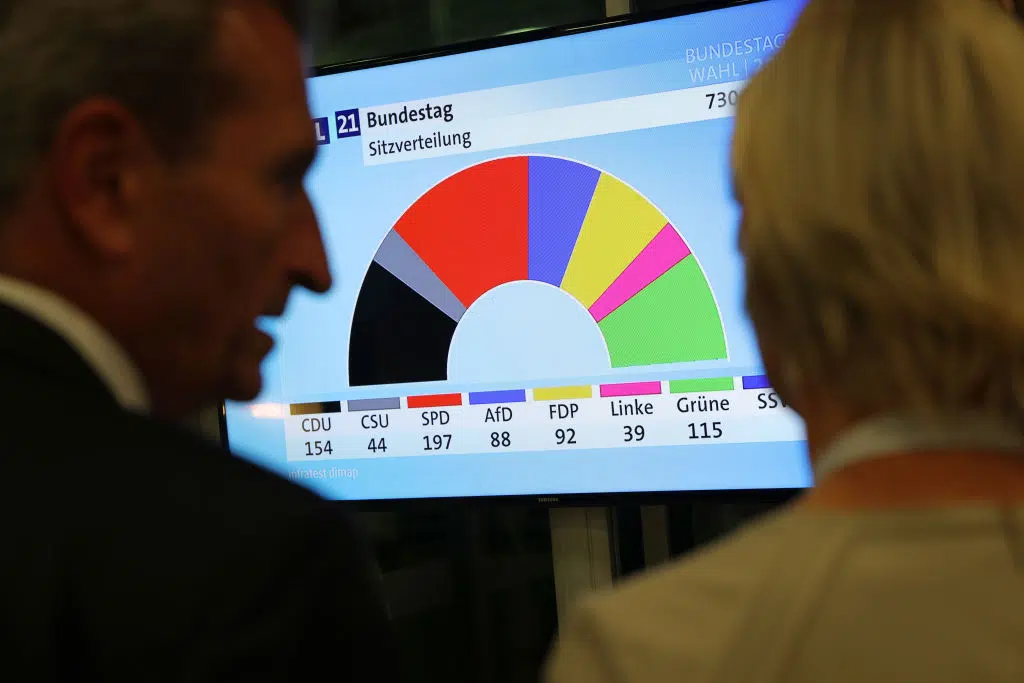 BUNDESTAG
WAHL
21 Bundestag
730
Sitzverteilung
CDU CSU SPD AfD FDP Linke Grüne
154 44 197 88 92 39 115
infratest dimap
SAMSUNG